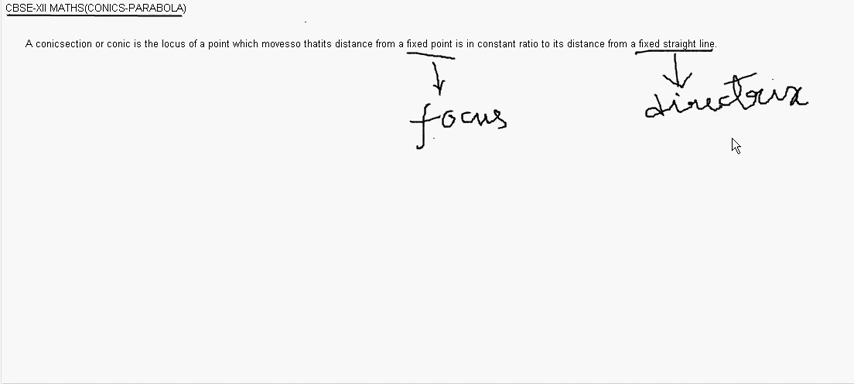 CBSE-XII MATHS(CONICS-PARABOLA)
A conicsection or conic is the locus of a point which movesso thatits distance from a fixed point is in constant ratio to its distance from a fixed straight line.
focus directrix